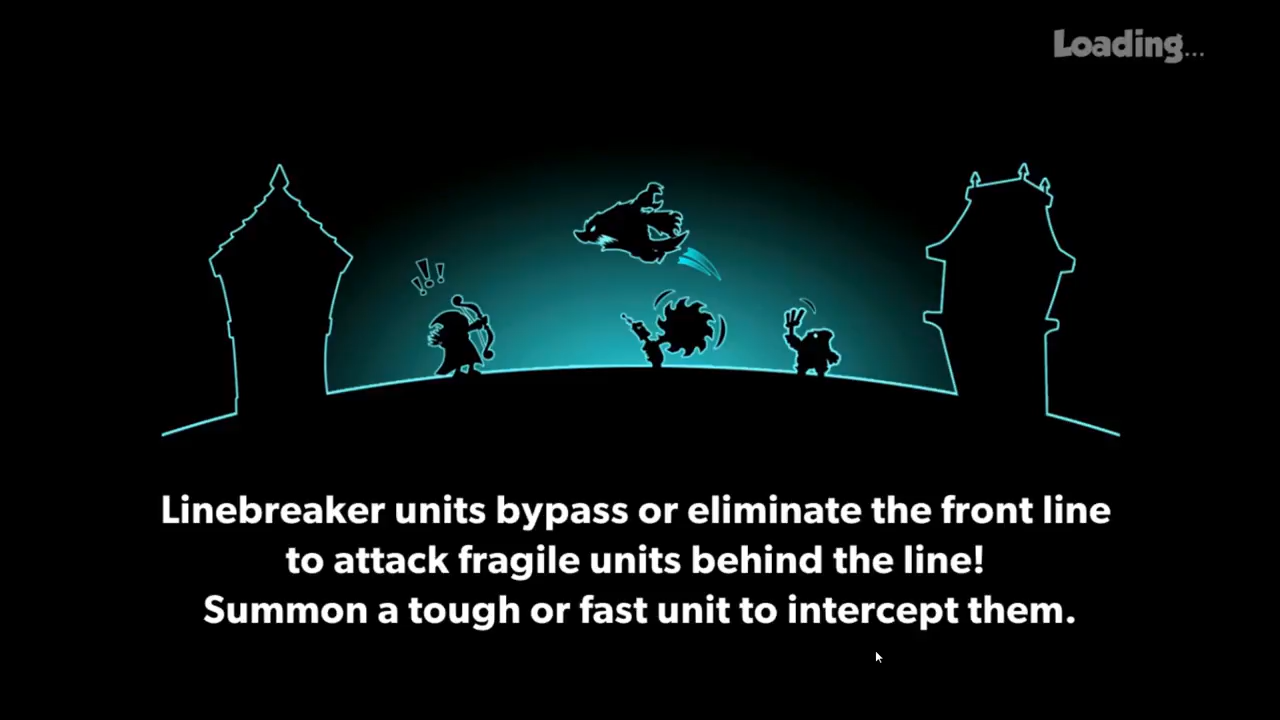 Loading...
!!!
Linebreaker units bypass or eliminate the front line
to attack fragile units behind the line!
Summon a tough or fast unit to intercept them.